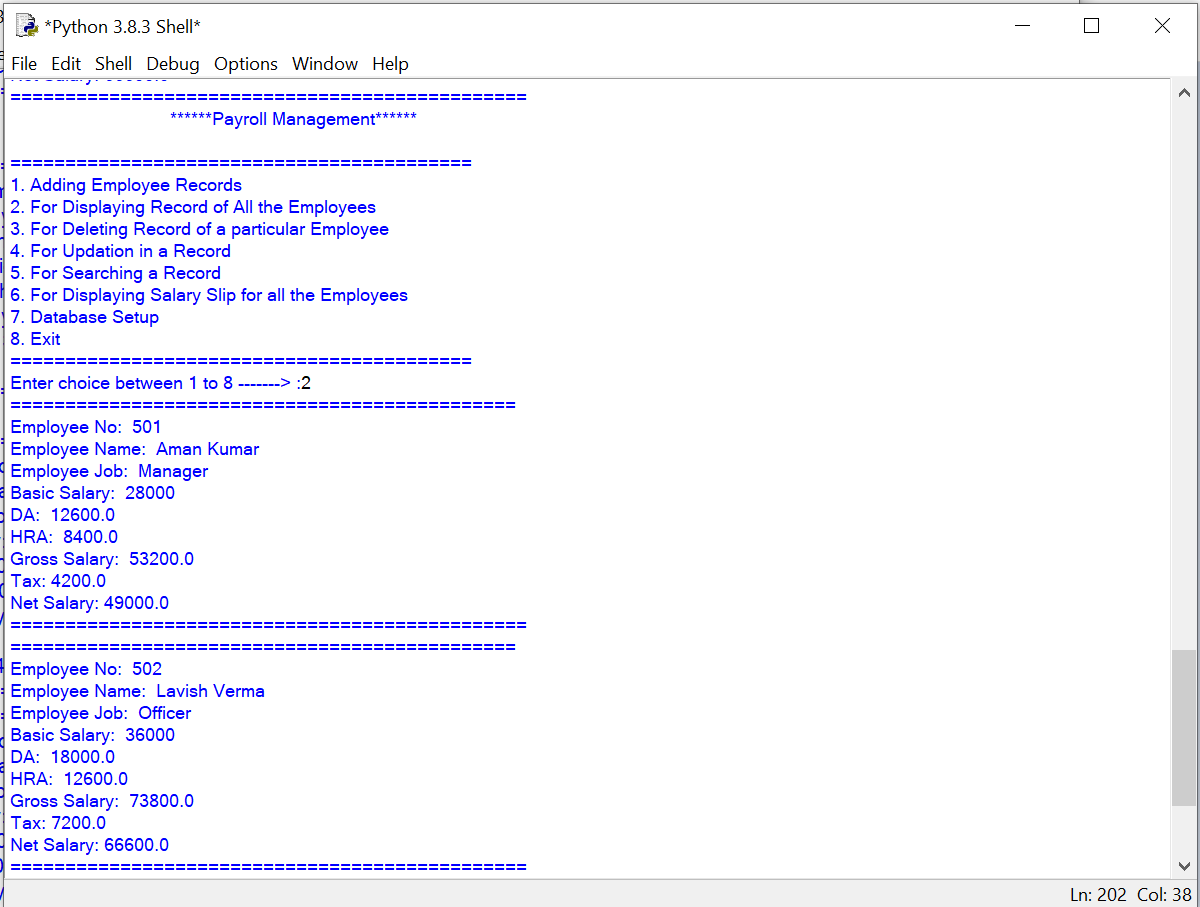 *Python 3.8.3 Shell*
File Edit Shell Debug Options Window Help
===============================================
******Payroll Management******
==========================================
1. Adding Employee Records
2. For Displaying Record of All the Employees
3. For Deleting Record of a particular Employee
4. For Updation in a Record
5. For Searching a Record
6. For Displaying Salary Slip for all the Employees
7. Database Setup
8. Exit
==========================================
Enter choice between 1 to 8 -------> :2
==============================================
Employee No:  501
Employee Name:  Aman Kumar
Employee Job:  Manager
Basic Salary:  28000
DA:  12600.0
HRA:  8400.0
Gross Salary:  53200.0
Tax: 4200.0
Net Salary: 49000.0
===============================================
==============================================
Employee No:  502
Employee Name:  Lavish Verma
Employee Job:  Officer
Basic Salary:  36000
DA:  18000.0
HRA:  12600.0
Gross Salary:  73800.0
Tax: 7200.0
Net Salary: 66600.0
===============================================
Ln: 202 Col: 38